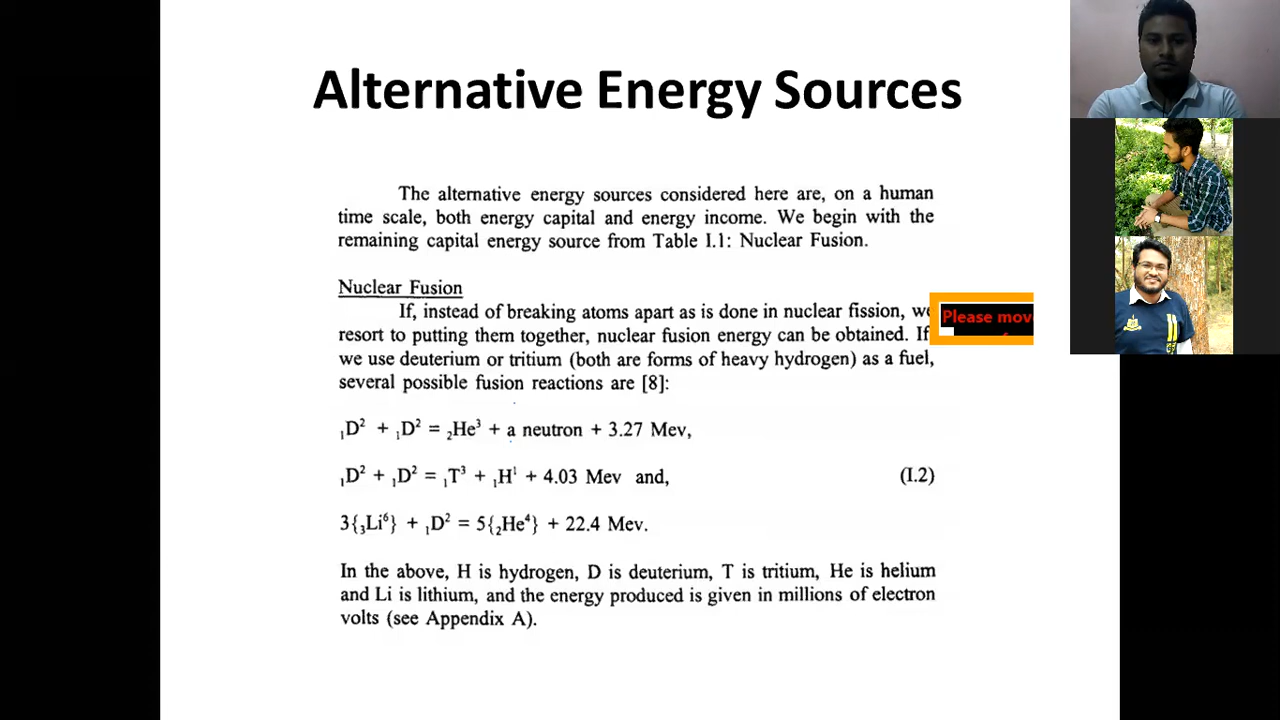 Alternative Energy Sources
The alternative energy sources considered here are, on a human
time scale, both energy capital and energy income. We begin with the
remaining capital energy source from Table I.1: Nuclear Fusion.
Nuclear Fusion
If, instead of breaking atoms apart as is done in nuclear fission, we
resort to putting them together, nuclear fusion energy can be obtained. If
we use deuterium or tritium (both are forms of heavy hydrogen) as a fuel,
several possible fusion reactions are [8]:
₁D² + ₁D² = ₂He³ + a neutron + 3.27 Mev,
₁D² + ₁D² = ₁T³ + ₁H¹ + 4.03 Mev and, (I.2)
3{₃Li⁶} + ₁D² = 5{₂He⁴} + 22.4 Mev.
In the above, H is hydrogen, D is deuterium, T is tritium, He is helium
and Li is lithium, and the energy produced is given in millions of electron
volts (see Appendix A).
Please mov